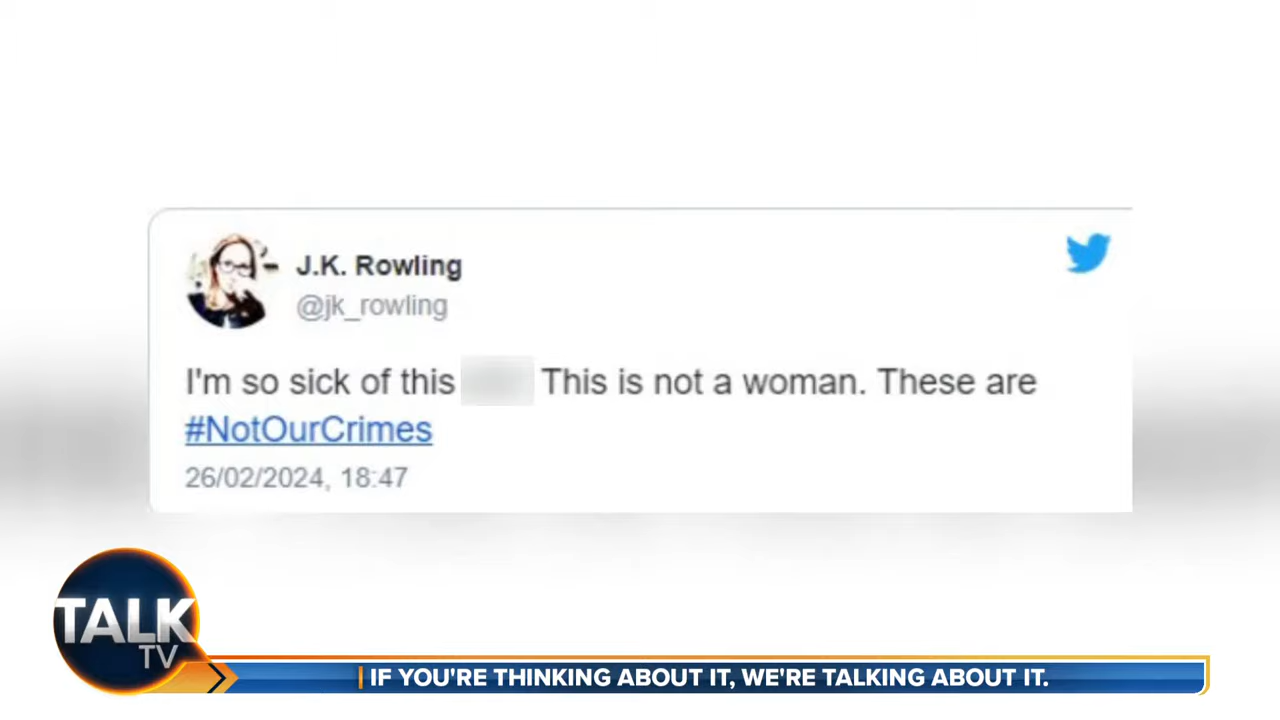 J.K. Rowling
@jk_rowling
I'm so sick of this This is not a woman. These are
#NotOurCrimes
26/02/2024, 18:47
TALK
TV
IF YOU'RE THINKING ABOUT IT, WE'RE TALKING ABOUT IT.